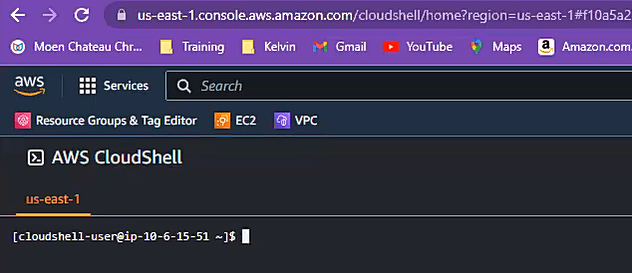 us-east-1.console.aws.amazon.com/cloudshell/home?region=us-east-1#f10a5a2
Moen Chateau Chr... Training Kelvin Gmail YouTube Maps Amazon.com
aws Services Search
Resource Groups & Tag Editor EC2 VPC
AWS CloudShell
us-east-1
[cloudshell-user@ip-10-6-15-51 ~]$